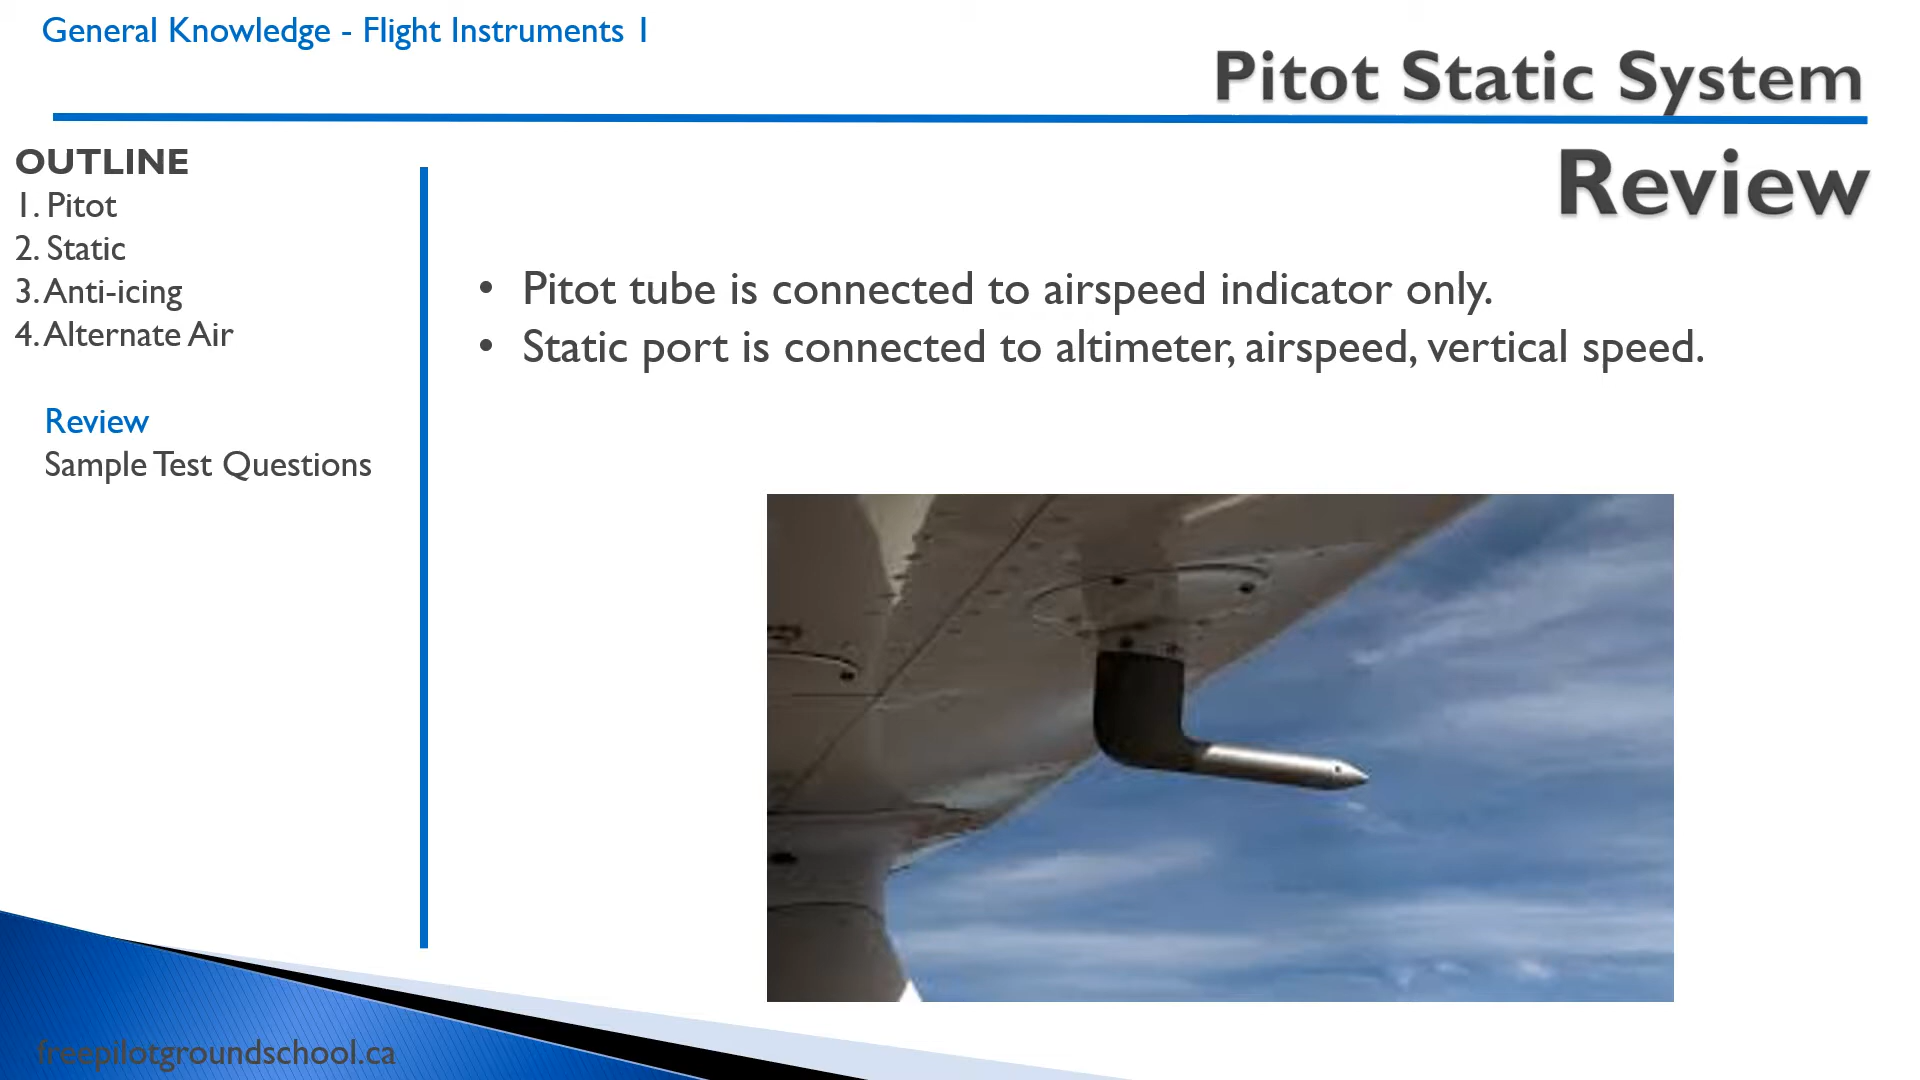 General Knowledge - Flight Instruments 1
Pitot Static System
Review
OUTLINE
1. Pitot
2. Static
3. Anti-icing
4. Alternate Air
Review
Sample Test Questions
• Pitot tube is connected to airspeed indicator only.
• Static port is connected to altimeter, airspeed, vertical speed.
freepilotgroundschool.ca